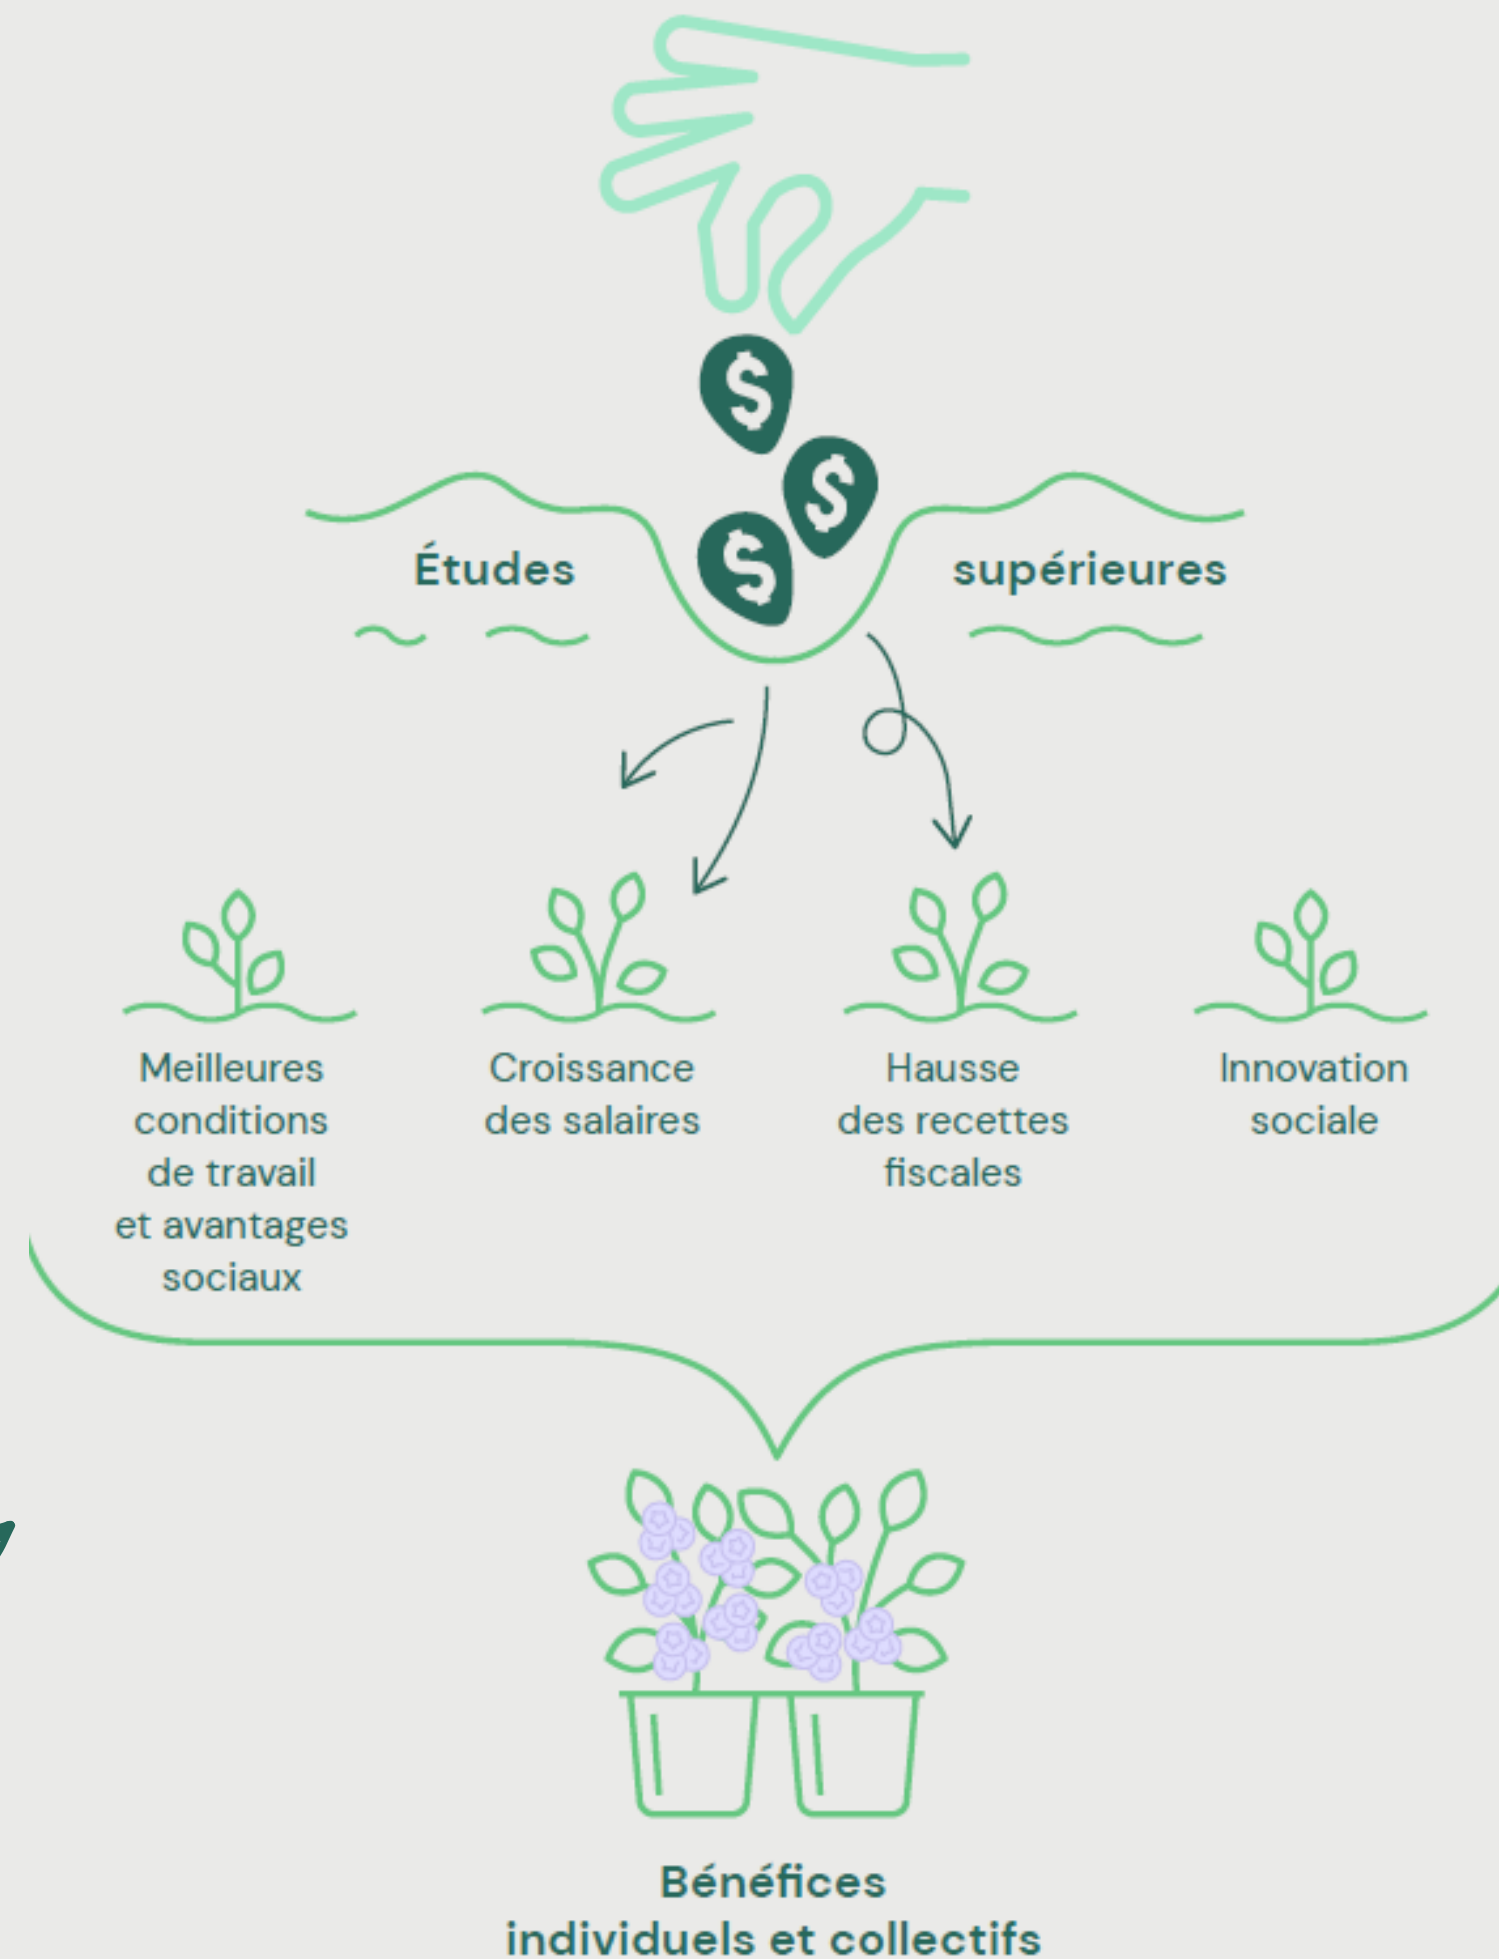 $
$
$
Études supérieures
Meilleures
conditions
de travail
et avantages
sociaux
Croissance
des salaires
Hausse
des recettes
fiscales
Innovation
sociale
Bénéfices
individuels et collectifs